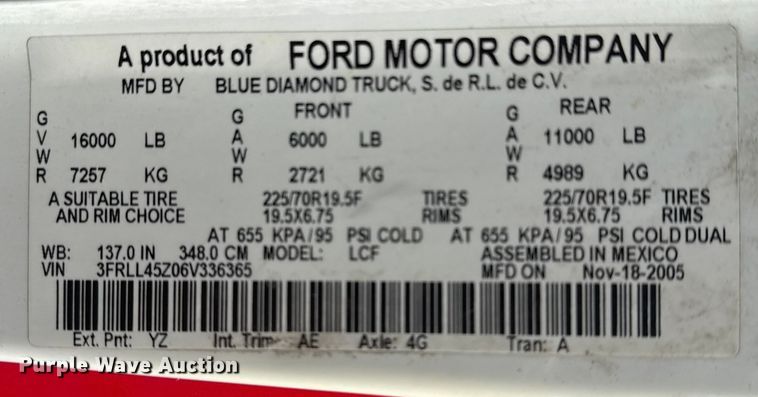 A product of FORD MOTOR COMPANY
MFD BY BLUE DIAMOND TRUCK, S. de R.L. de C.V.
GVWR 16000 LB 7257 KG
FRONT GAWR 6000 LB 2721 KG
REAR GAWR 11000 LB 4989 KG
A SUITABLE TIRE 225/70R19.5F TIRES 225/70R19.5F TIRES
AND RIM CHOICE 19.5X6.75 RIMS 19.5X6.75 RIMS
AT 655 KPA/95 PSI COLD AT 655 KPA/95 PSI COLD DUAL
WB: 137.0 IN 348.0 CM MODEL: LCF ASSEMBLED IN MEXICO
VIN 3FRLL45Z06V336365 MFD ON Nov-18-2005
Ext. Pnt: YZ Int. Trim: AE Axle: 4G Tran: A
Purple Wave Auction